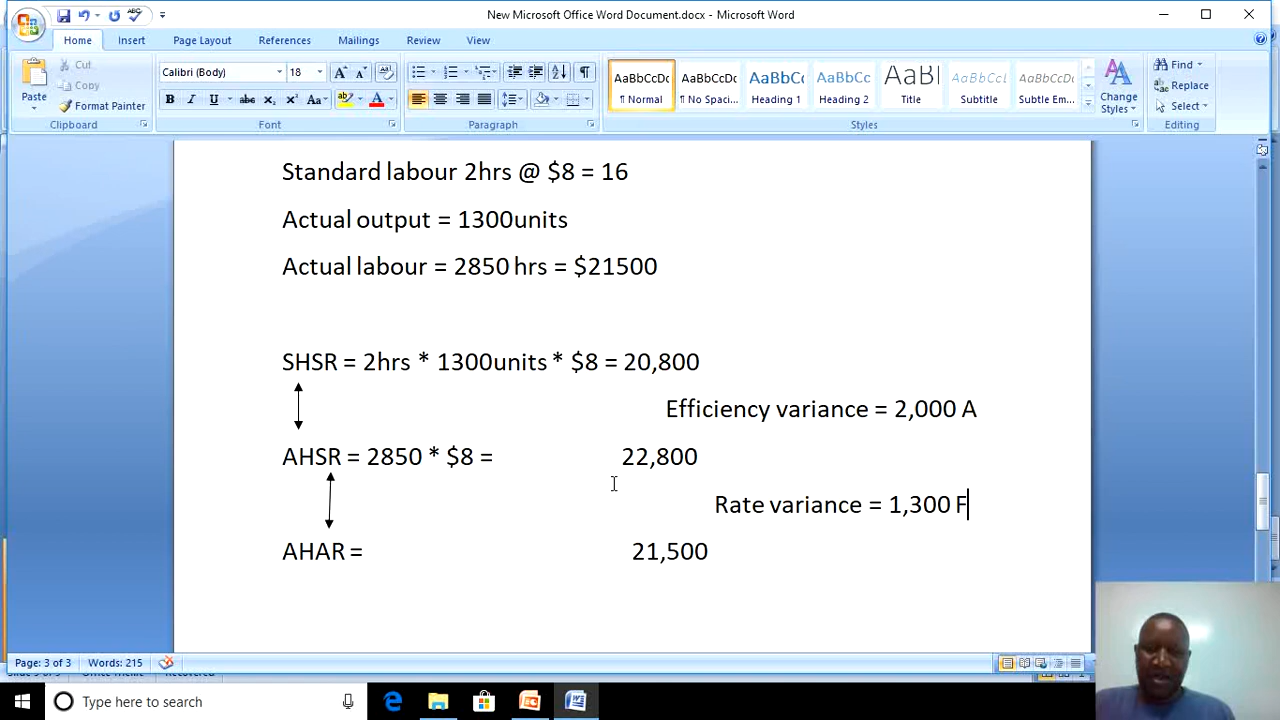 New Microsoft Office Word Document.docx - Microsoft Word
Home Insert Page Layout References Mailings Review View
Cut
Copy
Paste
Format Painter
Clipboard
Calibri (Body) 18
Font
Paragraph
AaBbCcDc AaBbCcDc AaBbCc AaBbCc AaBl AaBbCcDc AaBbCcDc
¶ Normal ¶ No Spaci... Heading 1 Heading 2 Title Subtitle Subtle Em...
Change Styles
Styles
Find
Replace
Select
Editing
Standard labour 2hrs @ $8 = 16
Actual output = 1300units
Actual labour = 2850 hrs = $21500
SHSR = 2hrs * 1300units * $8 = 20,800
Efficiency variance = 2,000 A
AHSR = 2850 * $8 = 22,800
Rate variance = 1,300 F
AHAR = 21,500
Page: 3 of 3 Words: 215
Type here to search